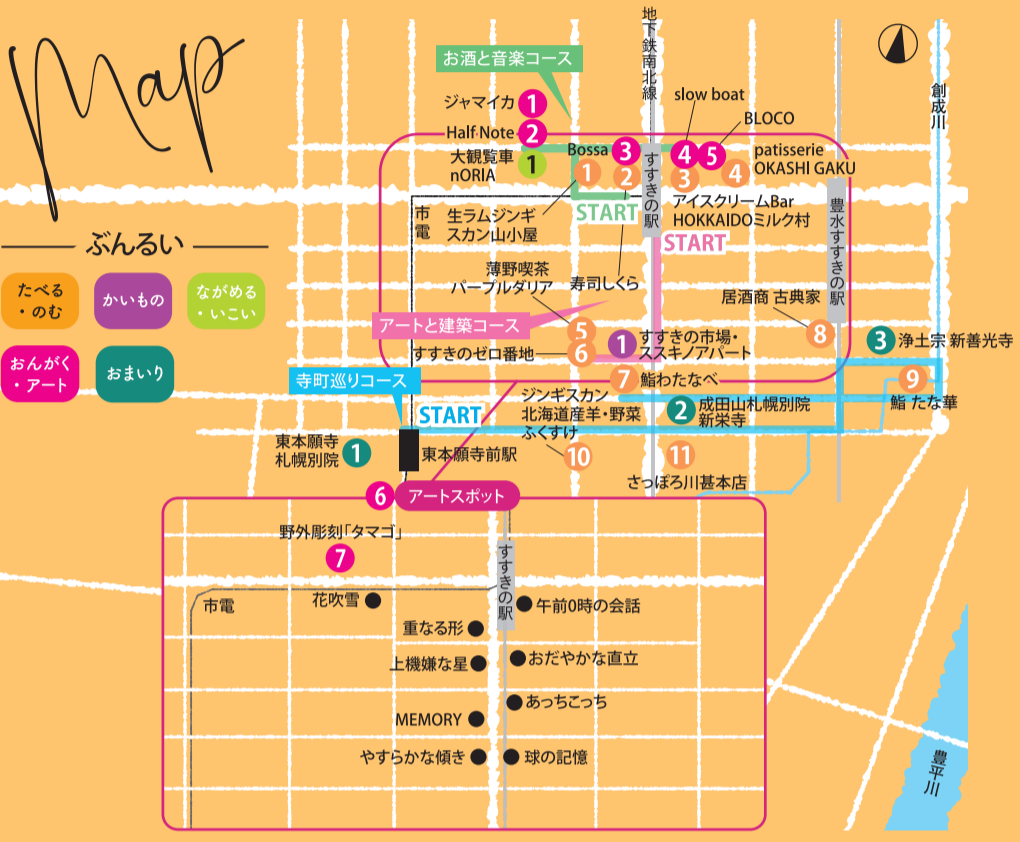 Map
ぶんるい
たべる
・のむ
かいもの
ながめる
・いこい
おんがく
・アート
おまいり
地下鉄南北線
創成川
お酒と音楽コース
ジャマイカ 1
Half Note 2
大観覧車
nORIA
1
Bossa 3
slow boat
4
BLOCO
5
1
2
3
4
patisserie
OKASHI GAKU
すすきの駅
START
市電
生ラムジンギ
スカン山小屋
アイスクリームBar
HOKKAIDOミルク村
START
豊水すすきの駅
薄野喫茶
パープルダリア
寿司しくら
居酒商 古典家
8
アートと建築コース
5
すすきのゼロ番地
6
1
すすきの市場・
ススキノアパート
3 浄土宗 新善光寺
7 鮨わたなべ
9
鮨 たな華
寺町巡りコース
START
ジンギスカン
北海道産羊・野菜
ふくすけ
10
2 成田山札幌別院
新栄寺
東本願寺
札幌別院
1
東本願寺前駅
11
さっぽろ川甚本店
6 アートスポット
野外彫刻「タマゴ」
7
すすきの駅
市電
花吹雪
午前0時の会話
重なる形
上機嫌な星
おだやかな直立
あっちこっち
MEMORY
やすらかな傾き
球の記憶
豊平川